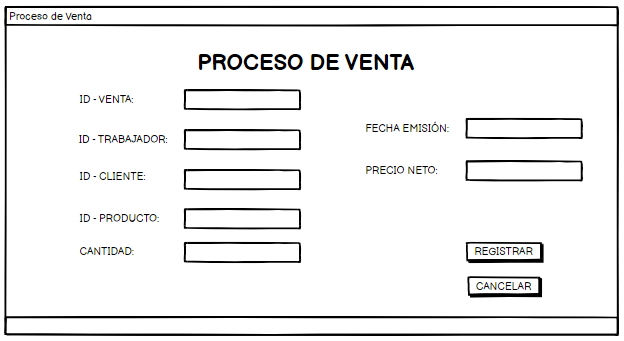 Proceso de Venta
PROCESO DE VENTA
ID - VENTA:
ID - TRABAJADOR:
ID - CLIENTE:
ID - PRODUCTO:
CANTIDAD:
FECHA EMISIÓN:
PRECIO NETO:
REGISTRAR
CANCELAR